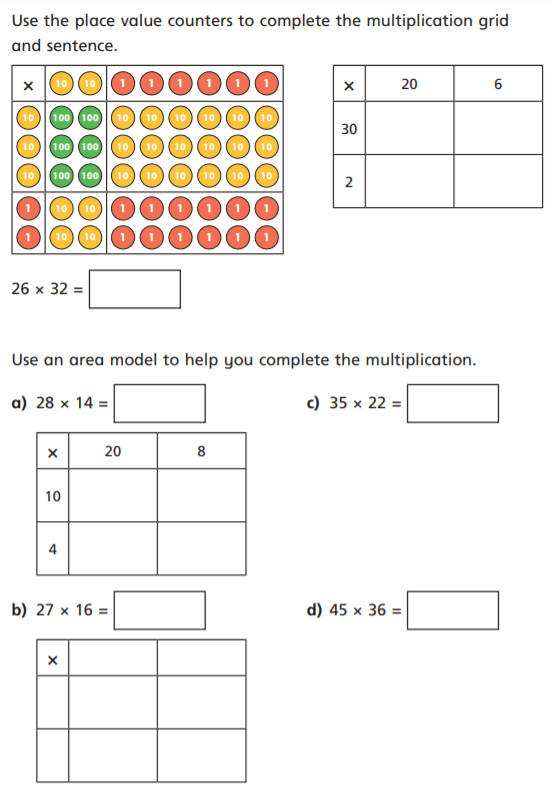 Use the place value counters to complete the multiplication grid
and sentence.
× 10 10 1 1 1 1 1 1
10 100 100 10 10 10 10 10 10
10 100 100 10 10 10 10 10 10
10 100 100 10 10 10 10 10 10
1 10 10 1 1 1 1 1 1
1 10 10 1 1 1 1 1 1
× 20 6
30
2
26 × 32 =
Use an area model to help you complete the multiplication.
a) 28 × 14 =
× 20 8
10
4
c) 35 × 22 =
b) 27 × 16 =
×
d) 45 × 36 =